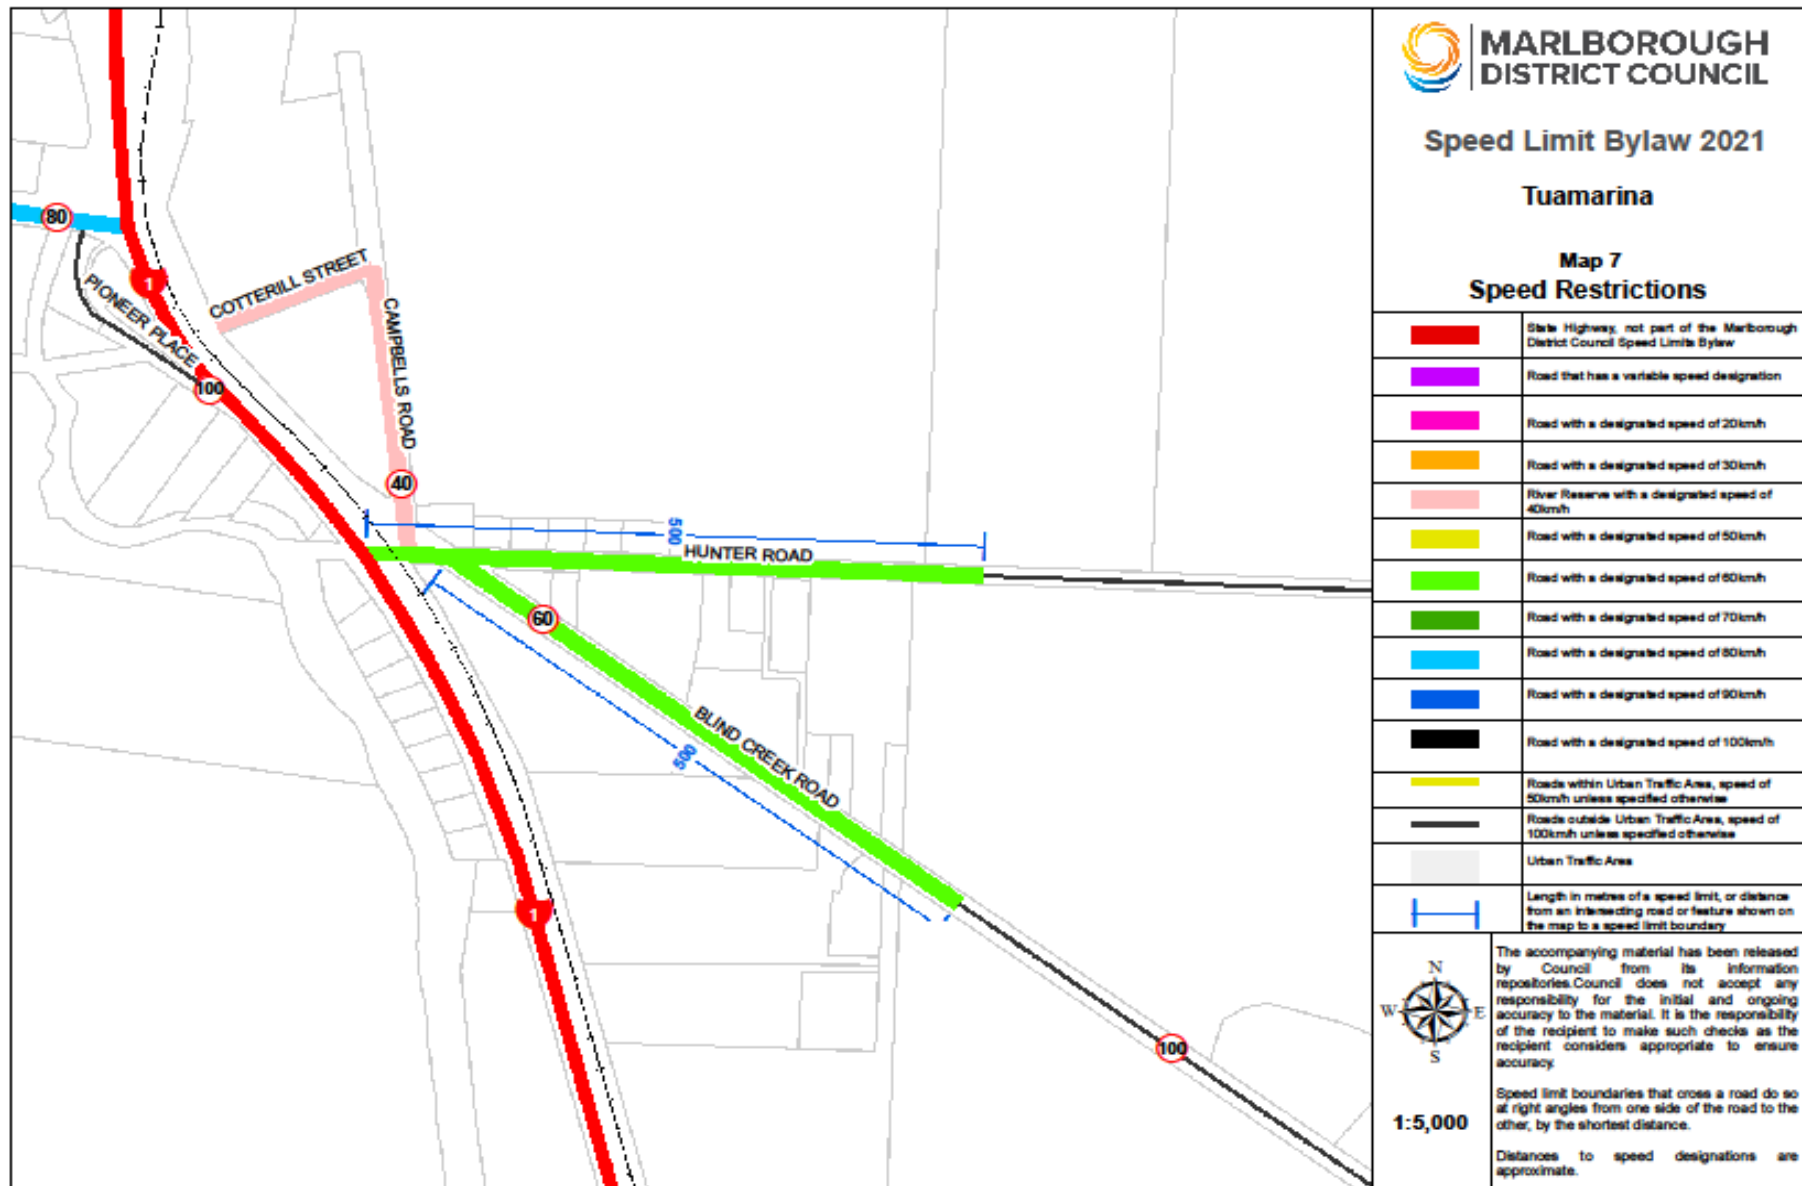 MARLBOROUGH
DISTRICT COUNCIL
Speed Limit Bylaw 2021
Tuamarina
Map 7
Speed Restrictions
State Highway, not part of the Marlborough
District Council Speed Limits Bylaw
Road that has a variable speed designation
Road with a designated speed of 20km/h
Road with a designated speed of 30km/h
River Reserve with a designated speed of
40km/h
Road with a designated speed of 50km/h
Road with a designated speed of 60km/h
Road with a designated speed of 70km/h
Road with a designated speed of 80km/h
Road with a designated speed of 90km/h
Road with a designated speed of 100km/h
Roads within Urban Traffic Area, speed of
50km/h unless specified otherwise
Roads outside Urban Traffic Area, speed of
100km/h unless specified otherwise
Urban Traffic Area
Length in metres of a speed limit, or distance
from an intersecting road or feature shown on
the map to a speed limit boundary
N
W
E
S
1:5,000
The accompanying material has been released
by Council from its information
repositories.Council does not accept any
responsibility for the initial and ongoing
accuracy to the material. It is the responsibility
of the recipient to make such checks as the
recipient considers appropriate to ensure
accuracy.
Speed limit boundaries that cross a road do so
at right angles from one side of the road to the
other, by the shortest distance.
Distances to speed designations are
approximate.
80
1
PIONEER PLACE
COTTERILL STREET
CAMPBELLS ROAD
100
40
500
HUNTER ROAD
60
BLIND CREEK ROAD
500
1
100